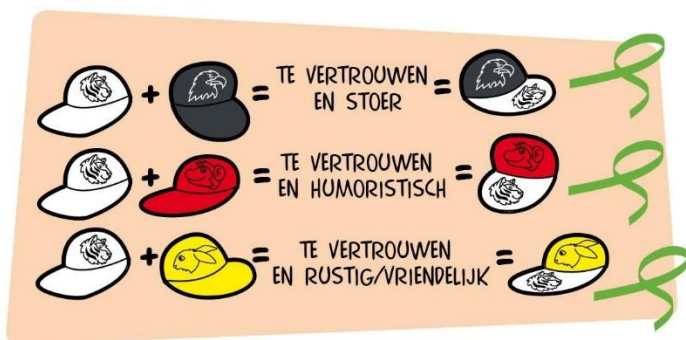 + = TE VERTROUWEN
EN STOER =
+ = TE VERTROUWEN
EN HUMORISTISCH =
+ = TE VERTROUWEN
EN RUSTIG/VRIENDELIJK =